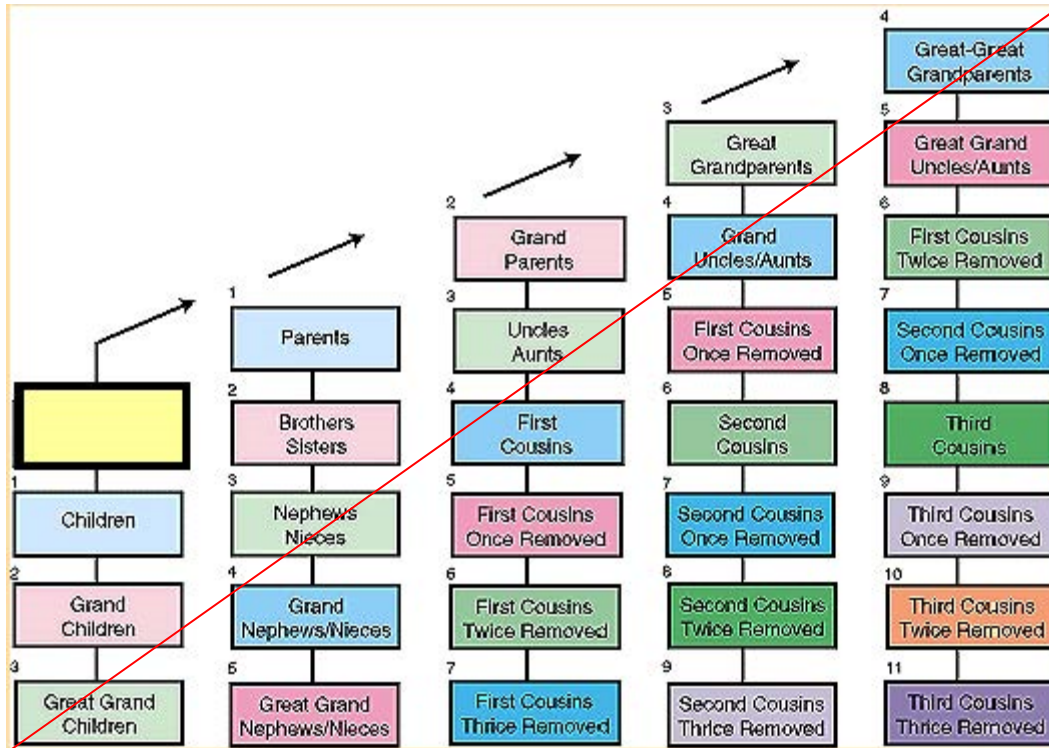 4
Great-Great
Grandparents
3
Great
Grandparents
5
Great Grand
Uncles/Aunts
2
Grand
Parents
4
Grand
Uncles/Aunts
6
First Cousins
Twice Removed
1
Parents
3
Uncles
Aunts
5
First Cousins
Once Removed
7
Second Cousins
Once Removed
2
Brothers
Sisters
4
First
Cousins
6
Second
Cousins
8
Third
Cousins
1
Children
3
Nephews
Nieces
5
First Cousins
Once Removed
7
Second Cousins
Once Removed
9
Third Cousins
Once Removed
2
Grand
Children
4
Grand
Nephews/Nieces
6
First Cousins
Twice Removed
8
Second Cousins
Twice Removed
10
Third Cousins
Twice Removed
3
Great Grand
Children
5
Great Grand
Nephews/Nieces
7
First Cousins
Thrice Removed
9
Second Cousins
Thrice Removed
11
Third Cousins
Thrice Removed